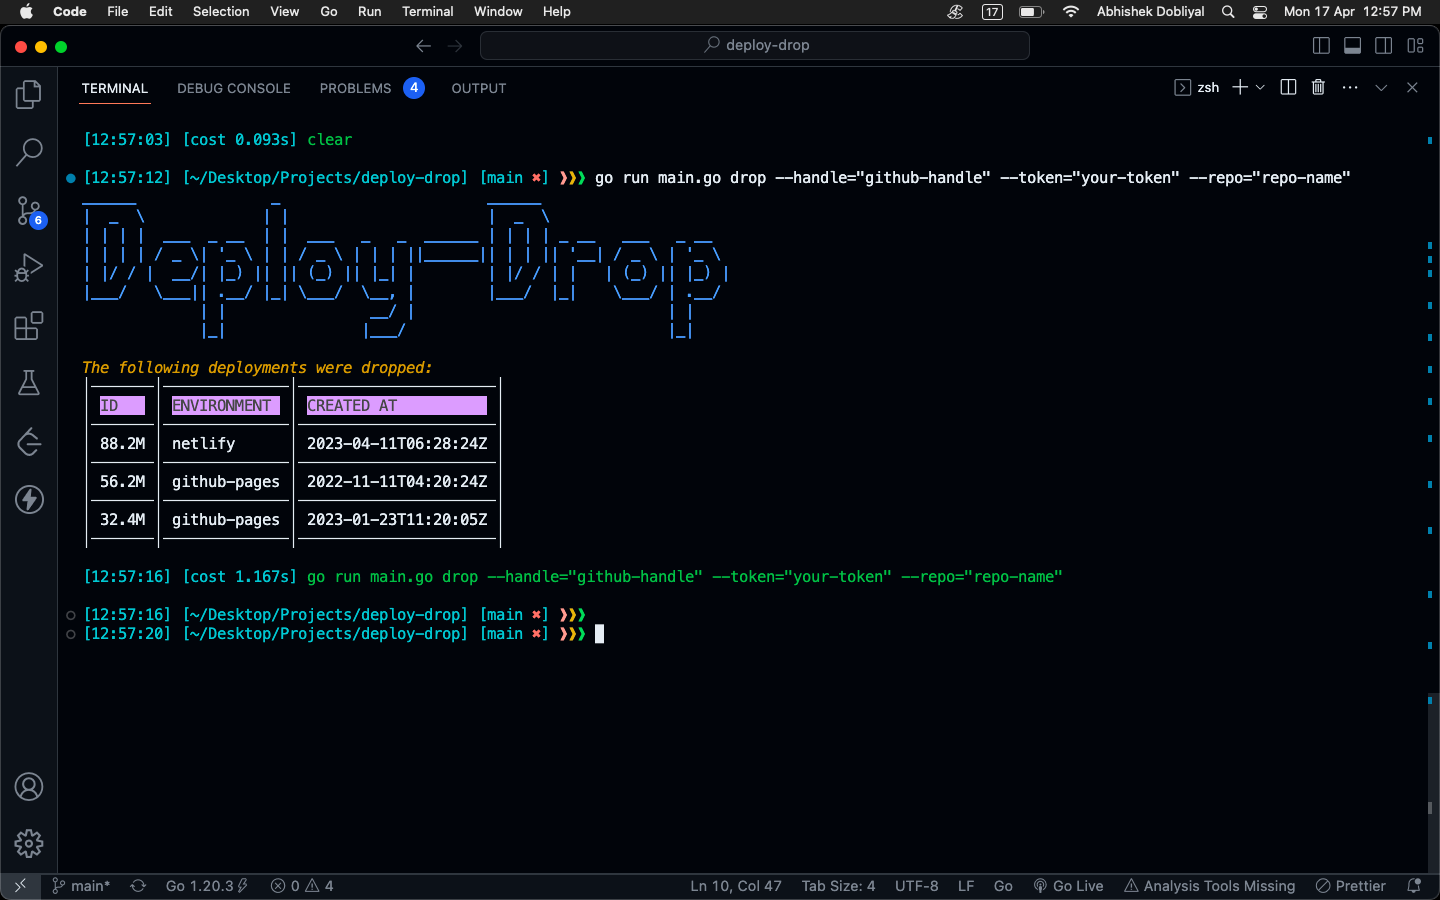 Code File Edit Selection View Go Run Terminal Window Help 17 Abhishek Dobliyal Mon 17 Apr 12:57 PM
deploy-drop
TERMINAL DEBUG CONSOLE PROBLEMS 4 OUTPUT zsh
[12:57:03] [cost 0.093s] clear
[12:57:12] [~/Desktop/Projects/deploy-drop] [main ✖] ❯❯❯ go run main.go drop --handle="github-handle" --token="your-token" --repo="repo-name"
Deploy-Drop
6
The following deployments were dropped:
ID ENVIRONMENT CREATED AT
88.2M netlify 2023-04-11T06:28:24Z
56.2M github-pages 2022-11-11T04:20:24Z
32.4M github-pages 2023-01-23T11:20:05Z
[12:57:16] [cost 1.167s] go run main.go drop --handle="github-handle" --token="your-token" --repo="repo-name"
[12:57:16] [~/Desktop/Projects/deploy-drop] [main ✖] ❯❯❯
[12:57:20] [~/Desktop/Projects/deploy-drop] [main ✖] ❯❯❯
main* Go 1.20.3 0 4 Ln 10, Col 47 Tab Size: 4 UTF-8 LF Go Go Live Analysis Tools Missing Prettier